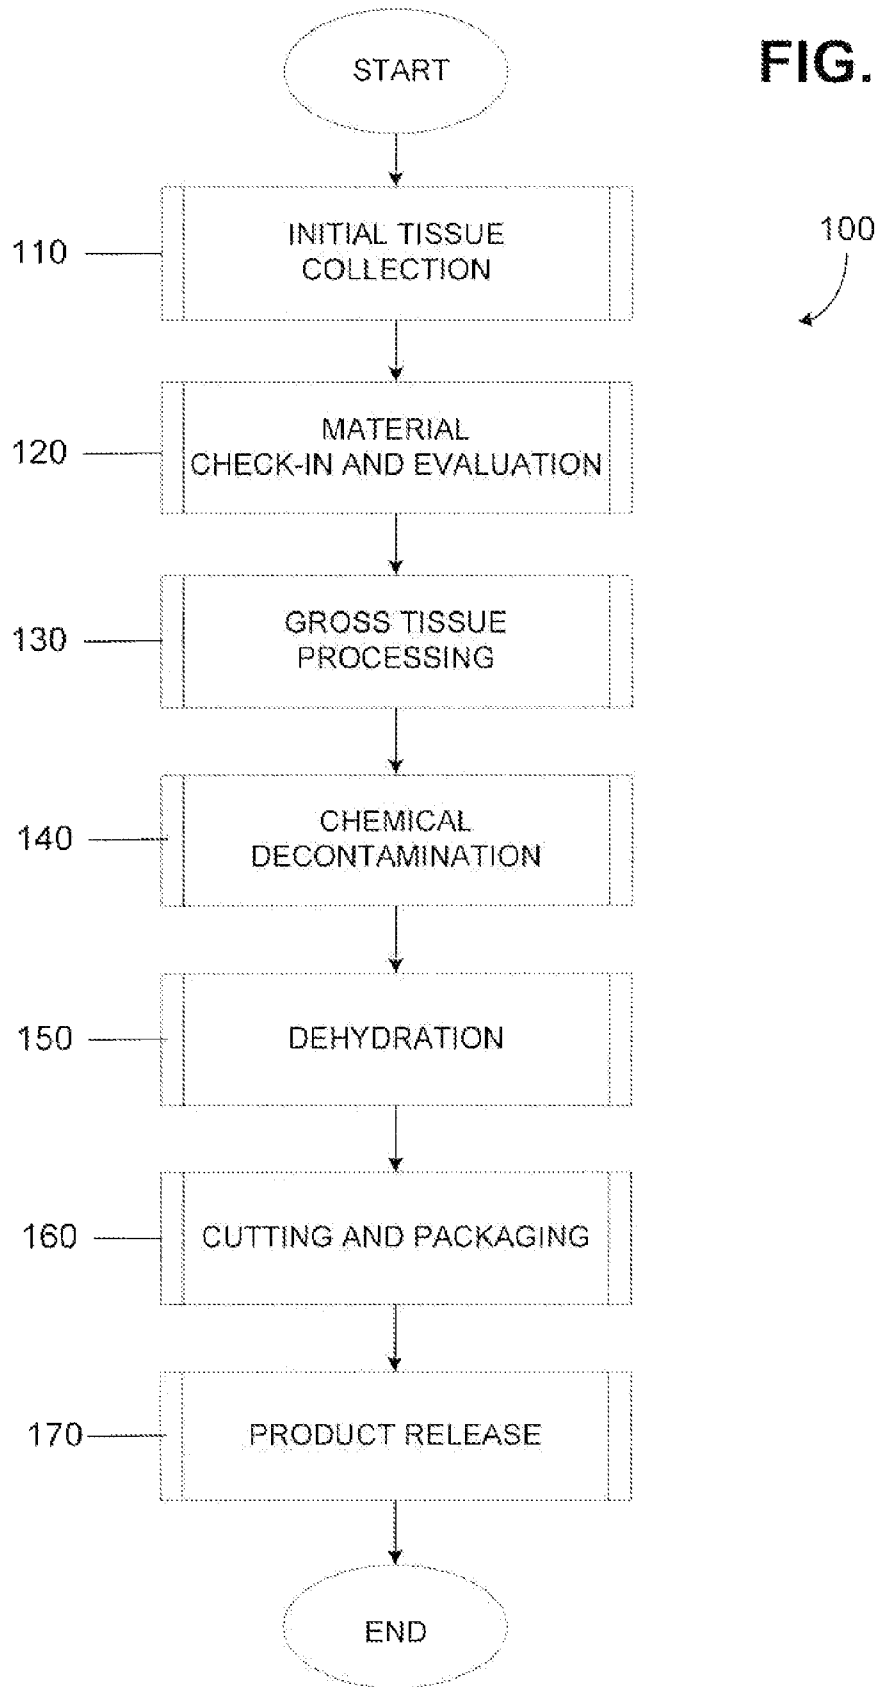 START
FIG.
110
INITIAL TISSUE
COLLECTION
100
120
MATERIAL
CHECK-IN AND EVALUATION
130
GROSS TISSUE
PROCESSING
140
CHEMICAL
DECONTAMINATION
150
DEHYDRATION
160
CUTTING AND PACKAGING
170
PRODUCT RELEASE
END